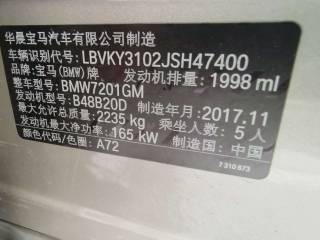 华晨宝马汽车有限公司制造
车辆识别代号: LBVKY3102JSH47400
品牌: 宝马(BMW)牌 发动机排量: 1998 ml
整车型号: BMW7201GM
发动机型号: B48B20D 制造年月: 2017.11
最大允许总质量: 2235 kg 乘坐人数: 5 人
发动机最大净功率: 165 kW 制造国: 中国
颜色代码/色圈: A72
7 310 573